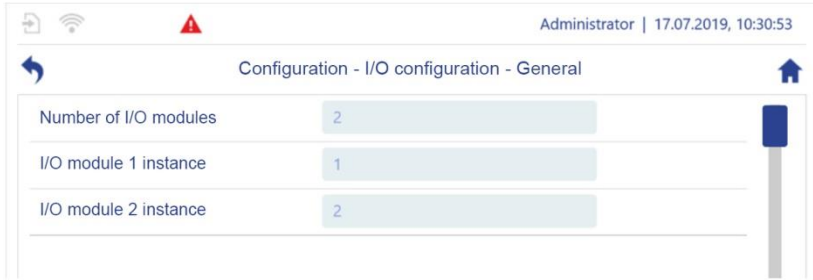 Administrator | 17.07.2019, 10:30:53
Configuration - I/O configuration - General
Number of I/O modules 2
I/O module 1 instance 1
I/O module 2 instance 2